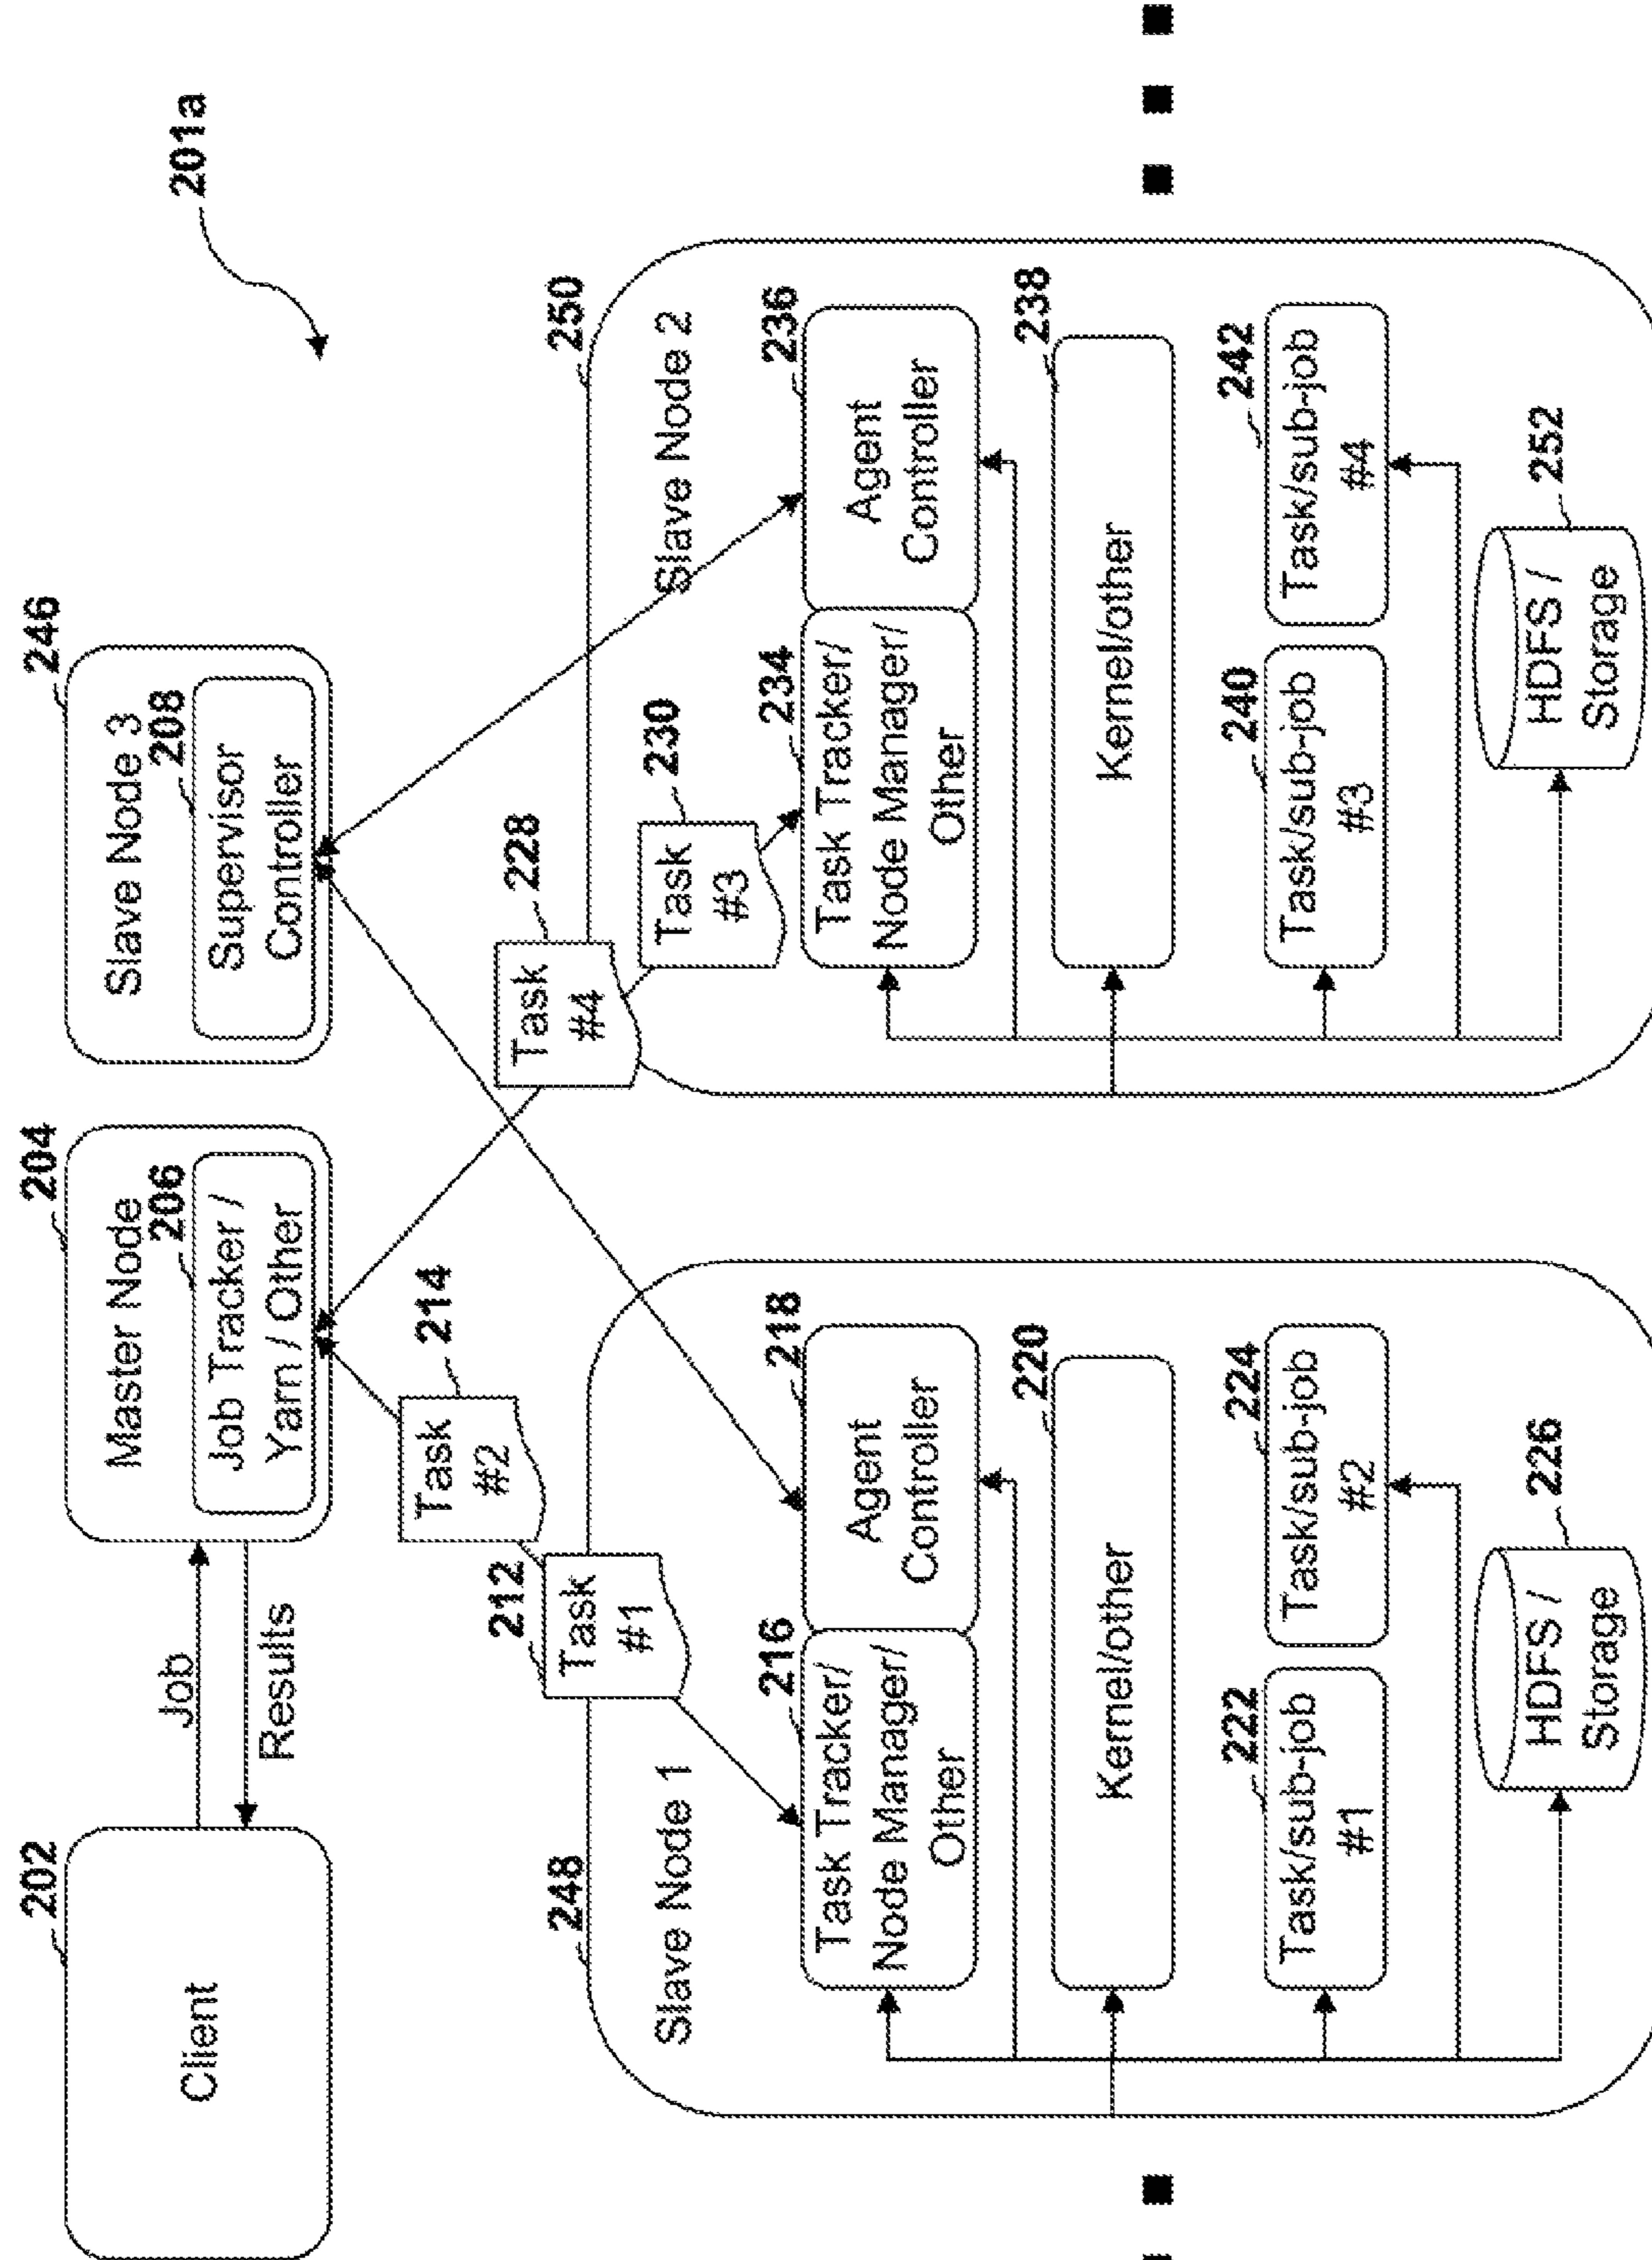 201a
202
Client
Job
Results
204
Master Node
206
Job Tracker /
Yarn / Other
246
Slave Node 3
208
Supervisor
Controller
214
Task
#2
212
Task
#1
228
Task
#4
230
Task
#3
248
Slave Node 1
216
Task Tracker/
Node Manager/
Other
218
Agent
Controller
220
Kernel/other
222
Task/sub-job
#1
224
Task/sub-job
#2
226
HDFS /
Storage
250
Slave Node 2
234
Task Tracker/
Node Manager/
Other
236
Agent
Controller
238
Kernel/other
240
Task/sub-job
#3
242
Task/sub-job
#4
252
HDFS /
Storage